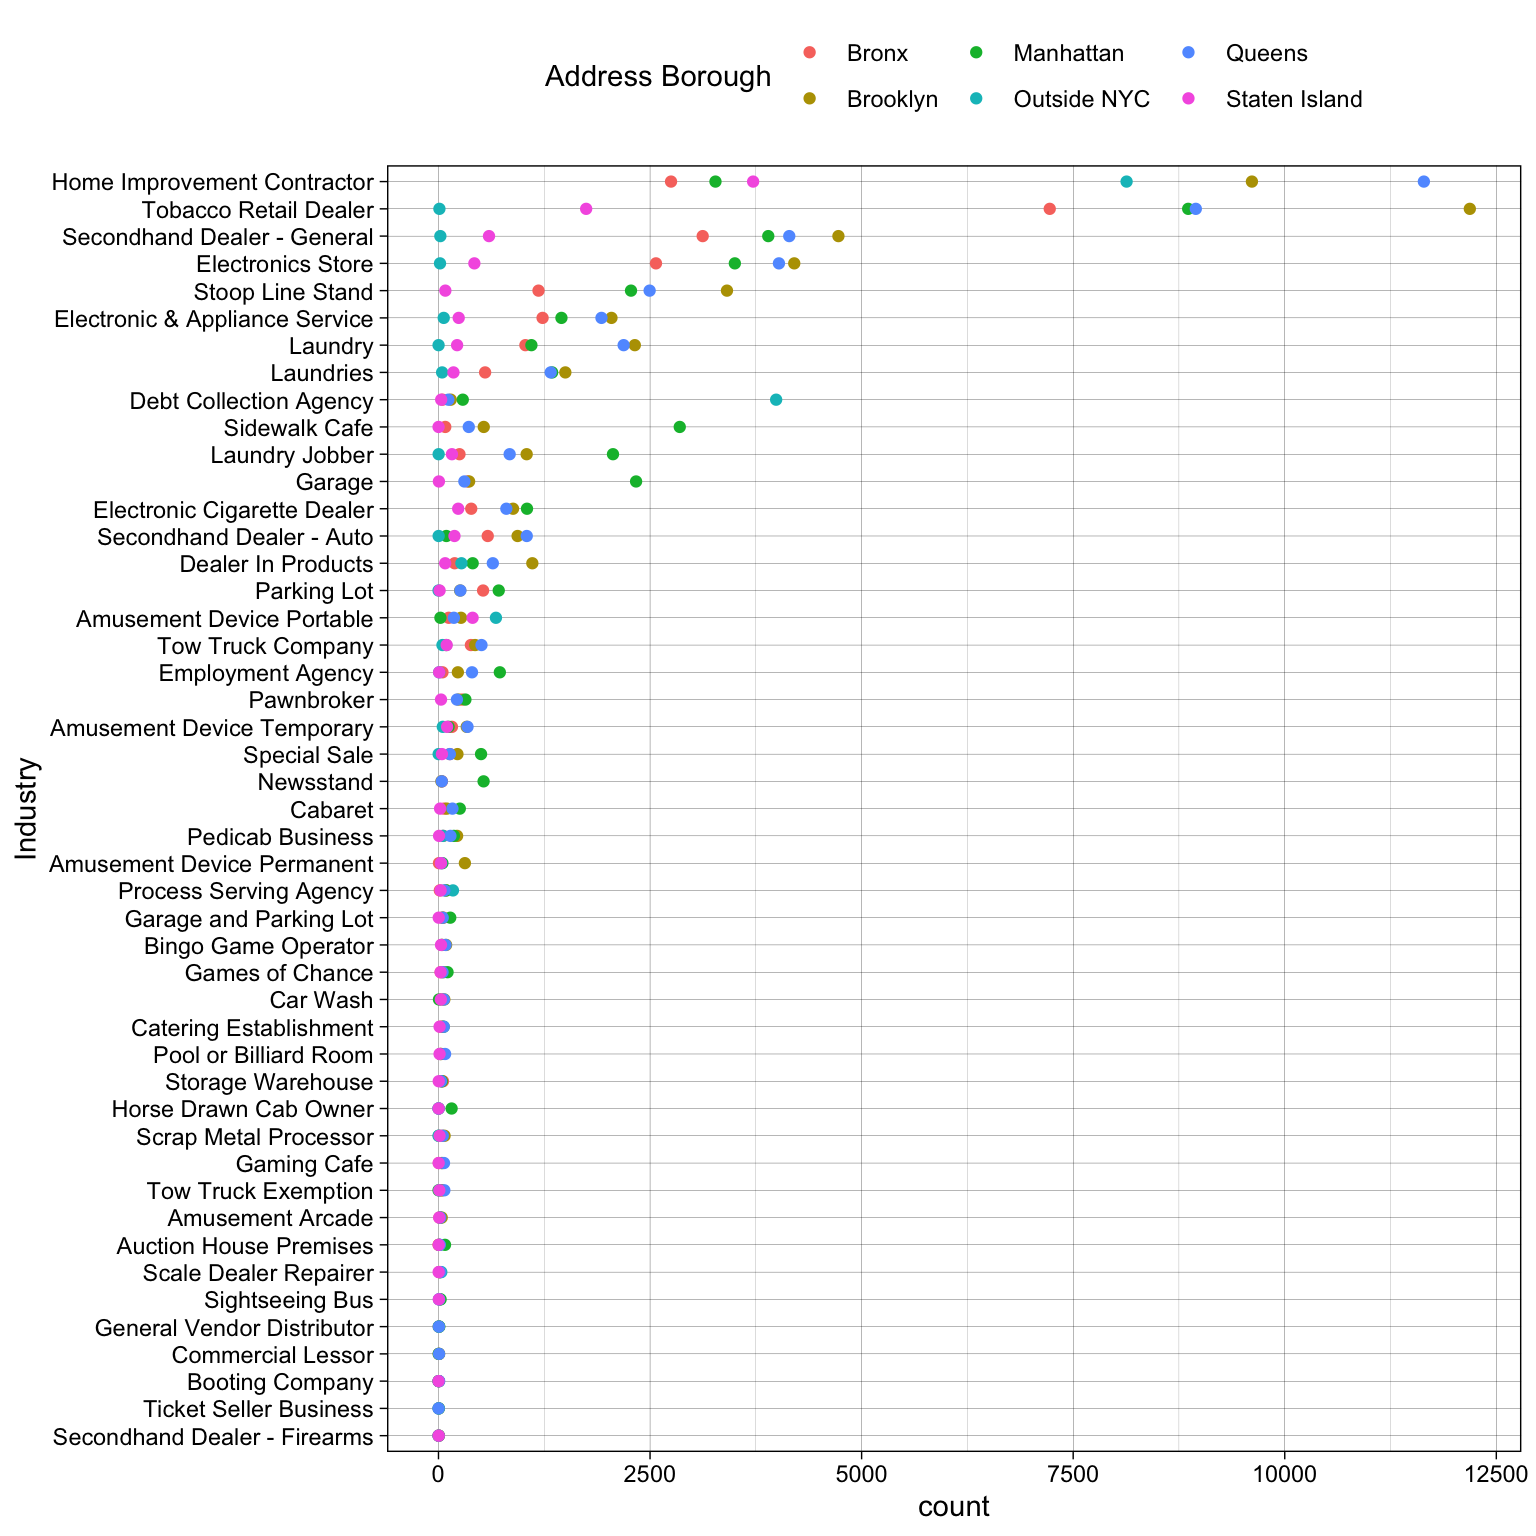 Address Borough
Bronx
Manhattan
Queens
Brooklyn
Outside NYC
Staten Island
Home Improvement Contractor
Tobacco Retail Dealer
Secondhand Dealer - General
Electronics Store
Stoop Line Stand
Electronic & Appliance Service
Laundry
Laundries
Debt Collection Agency
Sidewalk Cafe
Laundry Jobber
Garage
Electronic Cigarette Dealer
Secondhand Dealer - Auto
Dealer In Products
Parking Lot
Amusement Device Portable
Tow Truck Company
Employment Agency
Pawnbroker
Amusement Device Temporary
Special Sale
Newsstand
Cabaret
Pedicab Business
Amusement Device Permanent
Process Serving Agency
Garage and Parking Lot
Bingo Game Operator
Games of Chance
Car Wash
Catering Establishment
Pool or Billiard Room
Storage Warehouse
Horse Drawn Cab Owner
Scrap Metal Processor
Gaming Cafe
Tow Truck Exemption
Amusement Arcade
Auction House Premises
Scale Dealer Repairer
Sightseeing Bus
General Vendor Distributor
Commercial Lessor
Booting Company
Ticket Seller Business
Secondhand Dealer - Firearms
Industry
0 2500 5000 7500 10000 12500
count